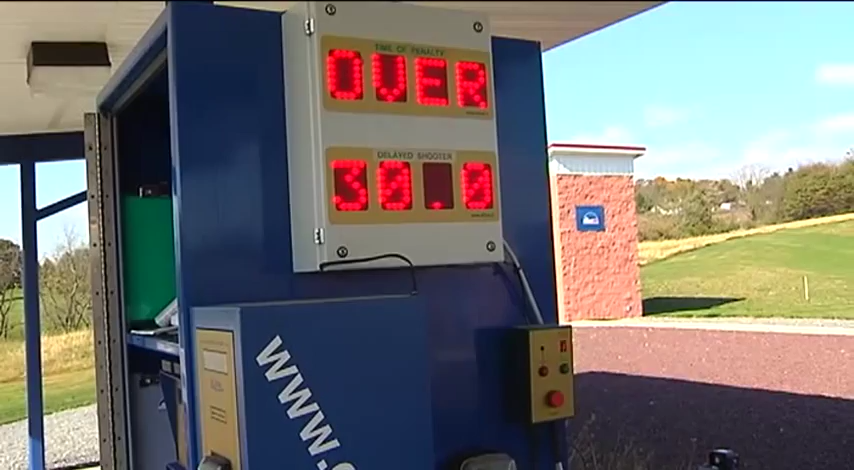 TIME OF PENALTY
OVER
DELAYED SHOOTER
30.0
www.